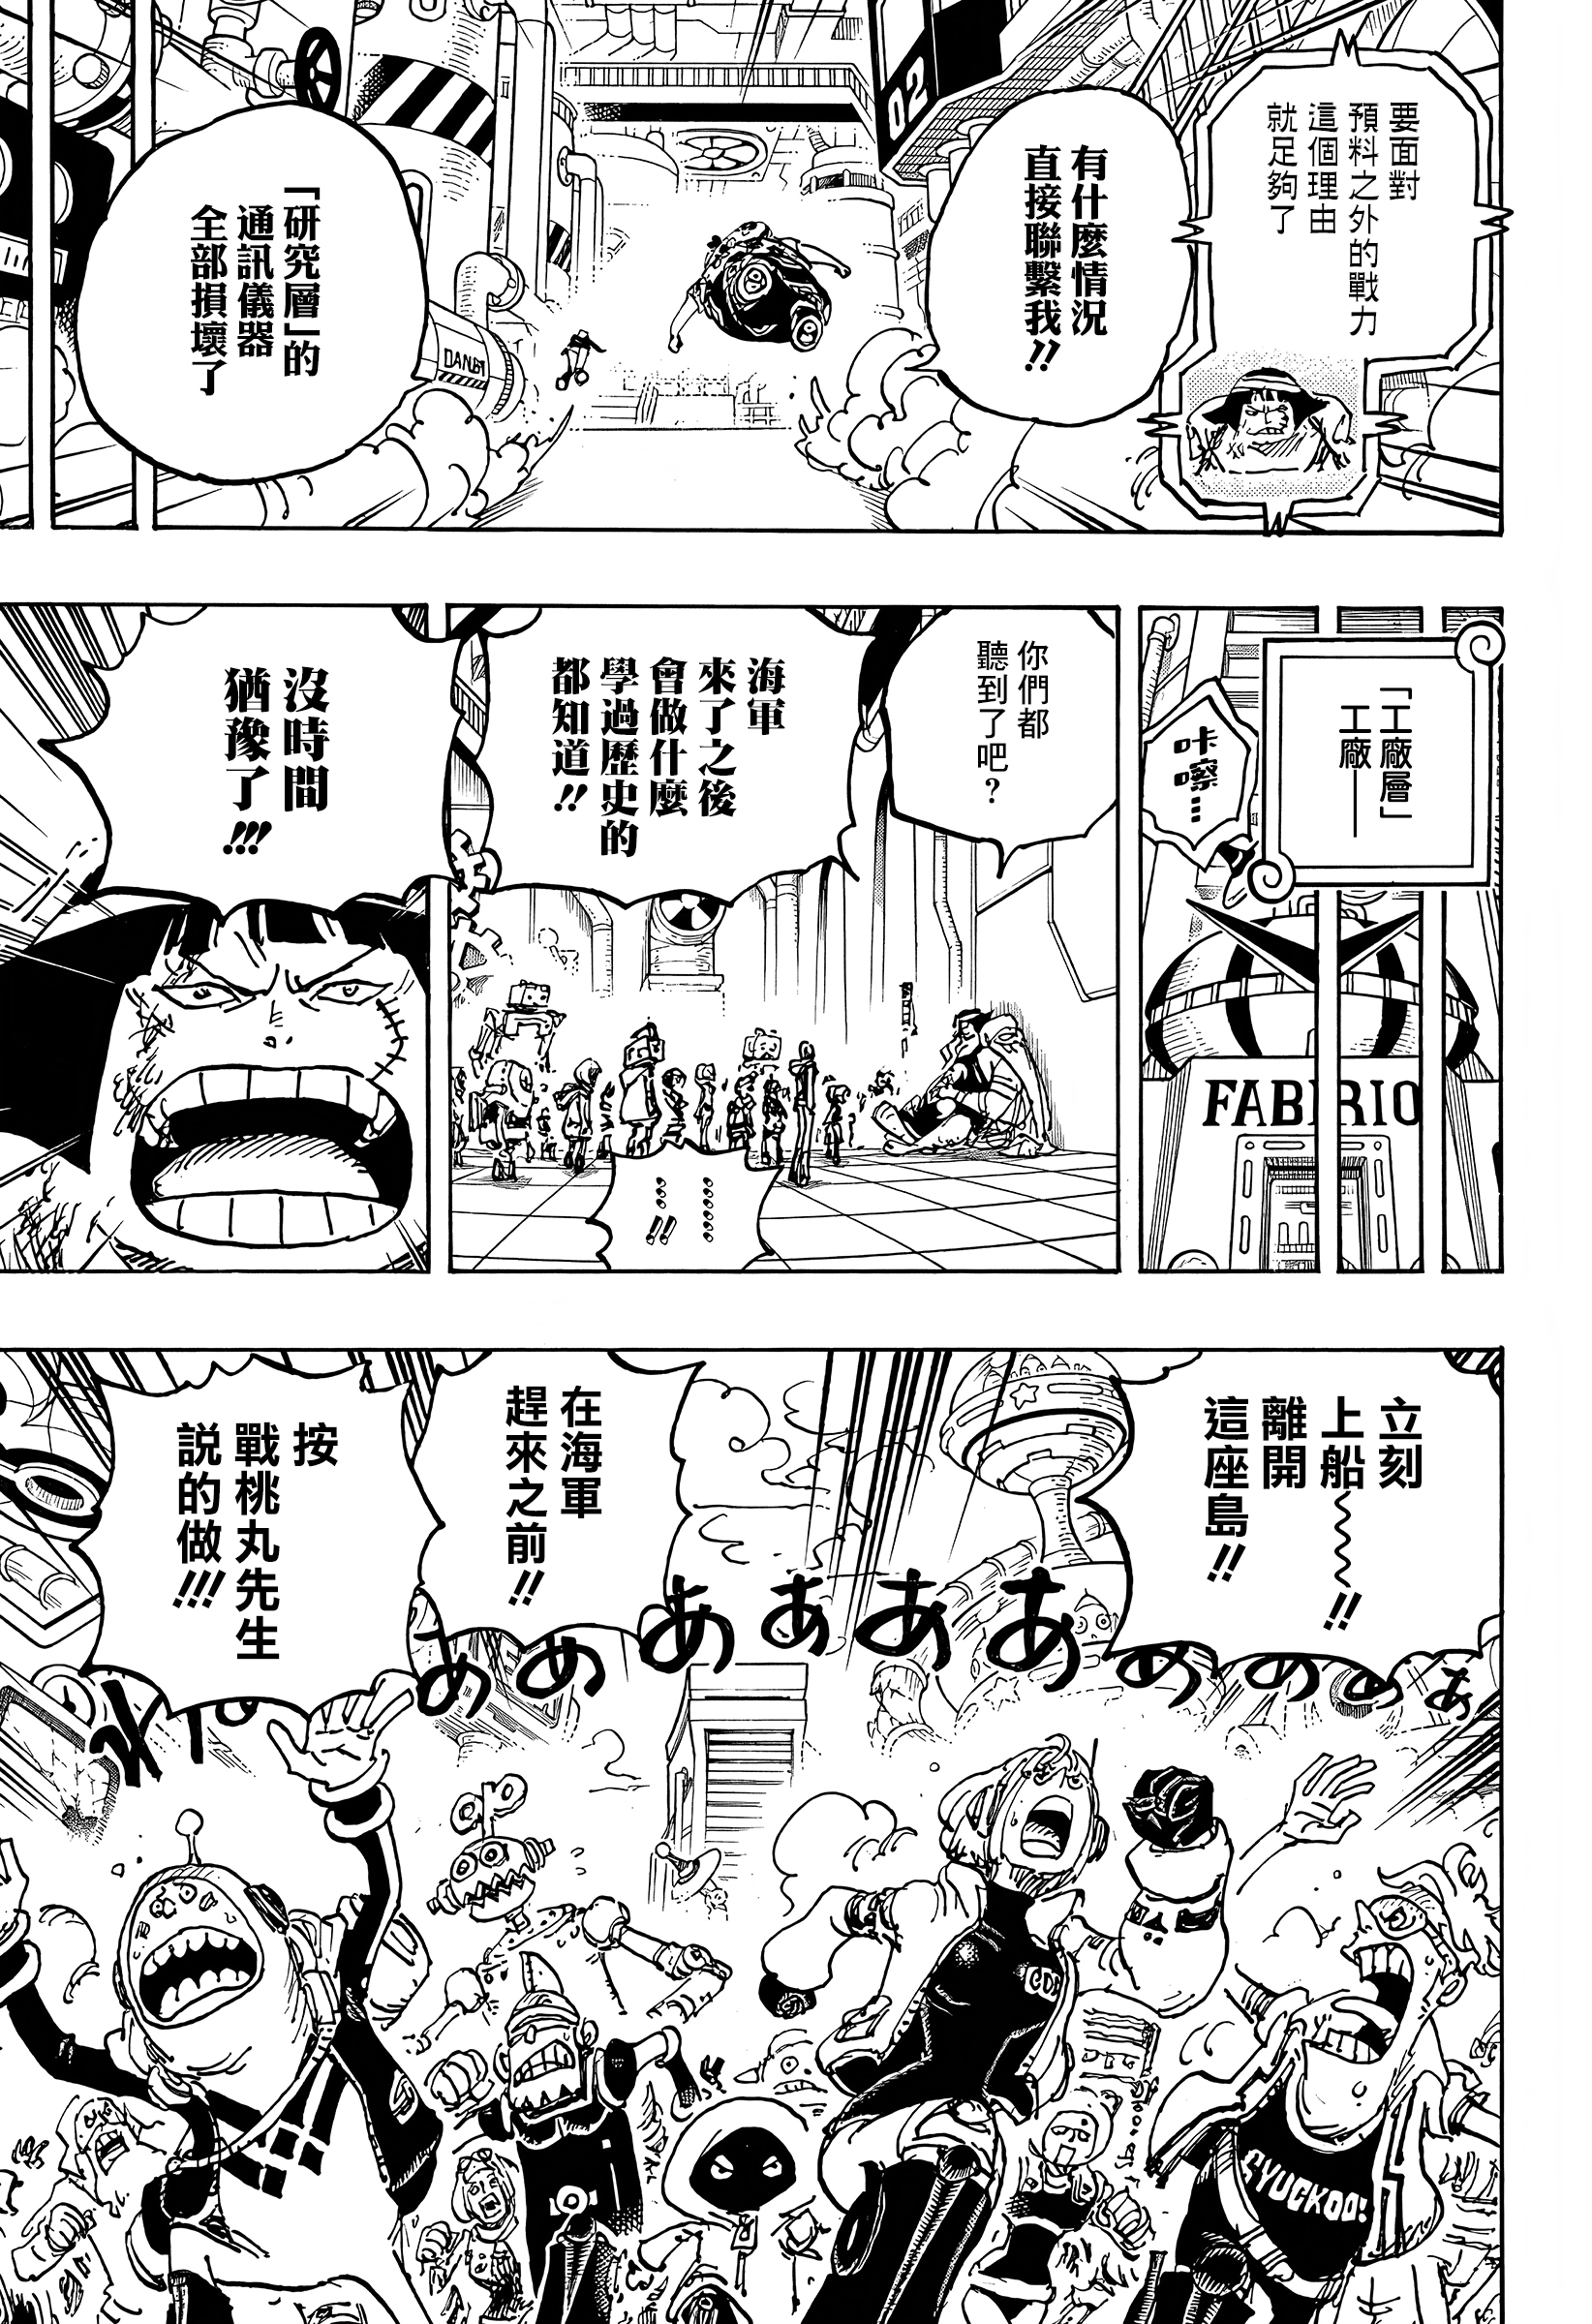 要面對
預料之外的戰力
這個理由
就足夠了
有什麼情況
直接聯繫我!!
02
DANGER
「研究層」的
通訊儀器
全部損壞了
「工廠層」
工廠──
咔嚓…
FABRIO
你們都
聽到了吧?
海軍
來了之後
會做什麼
學過歷史的
都知道!!
……
…!!
沒時間
猶豫了!!!
立刻
上船~~~!!
離開
這座島!!
在海軍
趕來之前!!
按
戰桃丸先生
説的做!!!
ああああああああああ
CYUCKOO!